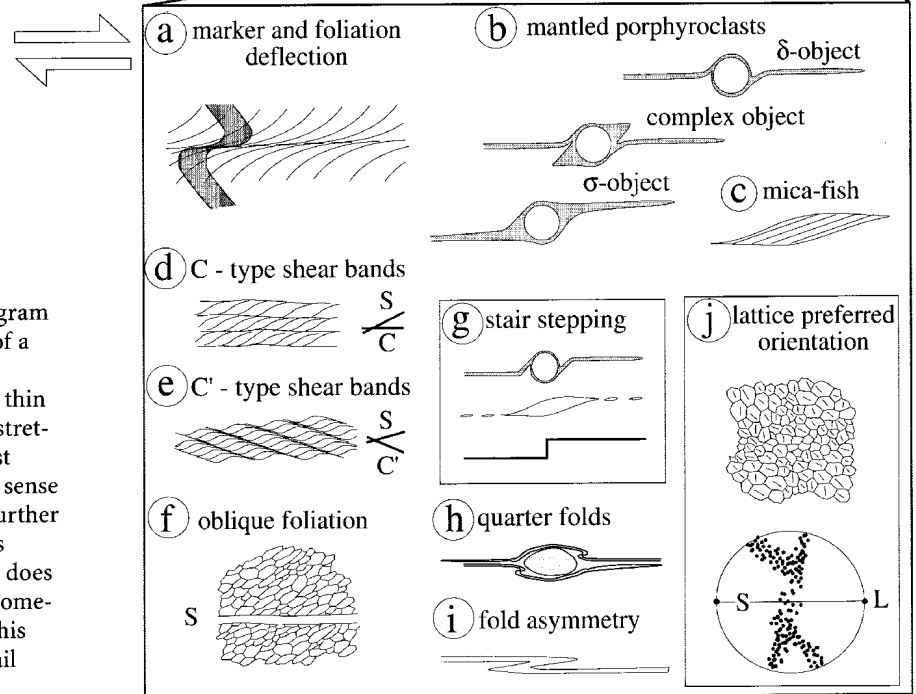 a marker and foliation
deflection
b mantled porphyroclasts
δ-object
complex object
σ-object
c mica-fish
d C - type shear bands
S
C
e C' - type shear bands
S
C'
f oblique foliation
S
g stair stepping
h quarter folds
i fold asymmetry
j lattice preferred
orientation
S
L
gram
of a
thin
stret-
st
sense
urther
s
does
ome-
his
ail